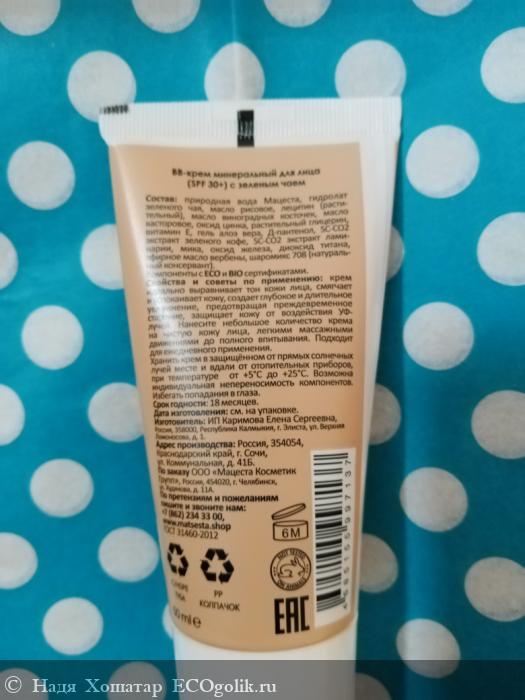 BB-крем минеральный для лица
(SPF 30+) с зеленым чаем
Состав: природная вода Мацеста, гидролат
зеленого чая, масло рисовое, лецитин (расти-
тельный), масло виноградных косточек, масло
касторовое, оксид цинка, растительный глицерин,
витамин Е, гель алоэ вера, Д-пантенол, SC-CO2
экстракт зеленого кофе, SC-CO2 экстракт лами-
нарии, мика, оксид железа, диоксид титана,
эфирное масло вербены, шаромикс 708 (натураль-
ный консервант).
Компоненты с ECO и BIO сертификатами.
Свойства и советы по применению: крем
идеально выравнивает тон кожи лица, смягчает
и успокаивает кожу, создает глубокое и длительное
увлажнение, предотвращая преждевременное
старение, защищает кожу от воздействия УФ-
лучей. Нанесите небольшое количество крема
на чистую кожу лица, легкими массажными
движениями до полного впитывания. Подходит
для ежедневного применения.
Хранить крем в защищённом от прямых солнечных
лучей месте и вдали от отопительных приборов,
при температуре от +5°С до +25°С. Возможна
индивидуальная непереносимость компонентов.
Избегать попадания в глаза.
Срок годности: 18 месяцев.
Дата изготовления: см. на упаковке.
Изготовитель: ИП Каримова Елена Сергеевна,
Россия, 358000, Республика Калмыкия, г. Элиста, ул. Верхняя
Ломоносова, д. 1.
Адрес производства: Россия, 354054,
Краснодарский край, г. Сочи,
ул. Коммунальная, д. 41Б.
По заказу ООО «Мацеста Косметик
Групп», Россия, 454020, г. Челябинск,
д. 11А.
По претензиям и пожеланиям
пишите и звоните нам:
+7 (862) 234 33 00,
www.matsesta.shop
ГОСТ 31460-2012
6M
NOT TESTED
ON ANIMALS
PP
КОЛПАЧОК
50 ml e
EAC
© Надя Хошатар ECOgolik.ru